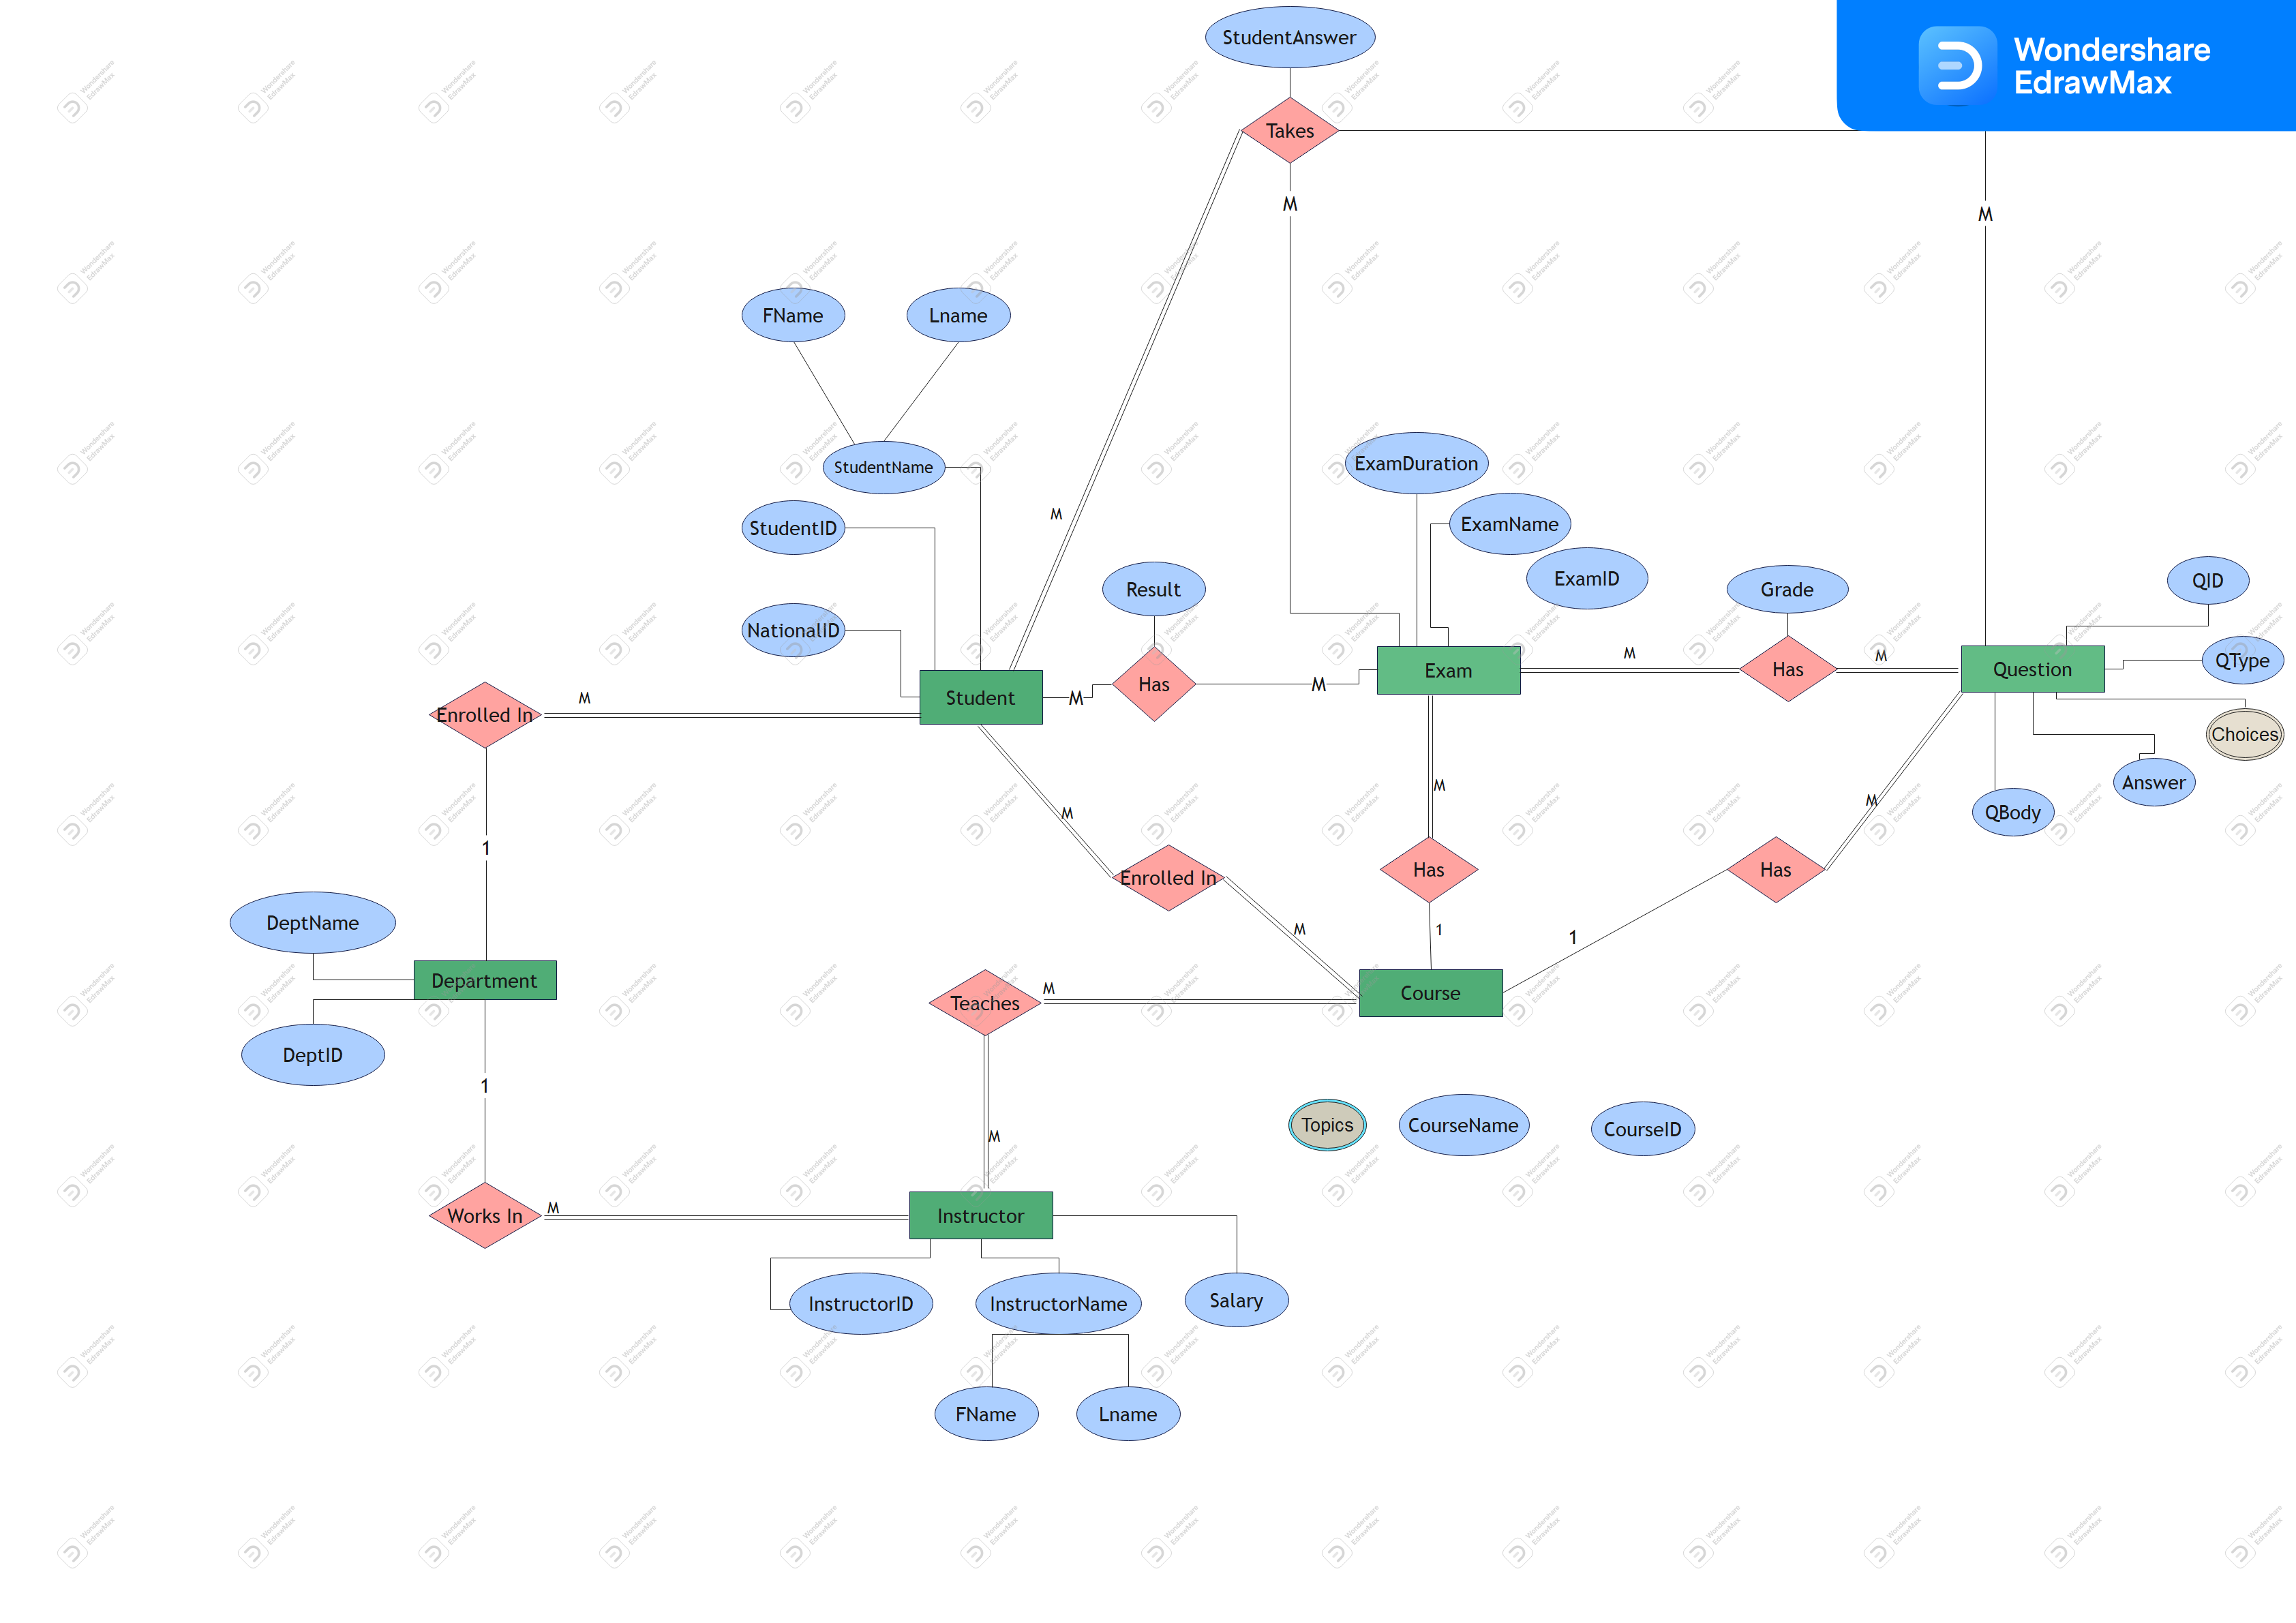 StudentAnswer
Wondershare
EdrawMax
Takes
M
M
FName
Lname
ExamDuration
StudentName
M
ExamName
StudentID
ExamID
QID
Result
Grade
NationalID
M
M
QType
Exam
Has
Question
Has
M
M
Student
M
Enrolled In
Choices
M
Answer
M
QBody
M
1
Has
Has
Enrolled In
DeptName
M
1
1
Department
M
Course
Teaches
DeptID
1
M
Topics
CourseName
CourseID
Works In
M
Instructor
InstructorID
InstructorName
Salary
FName
Lname